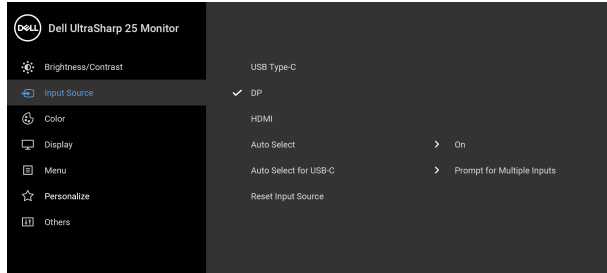 DELL Dell UltraSharp 25 Monitor
Brightness/Contrast
USB Type-C
Input Source
DP
Color
HDMI
Display
Auto Select
On
Menu
Auto Select for USB-C
Prompt for Multiple Inputs
Personalize
Reset Input Source
Others